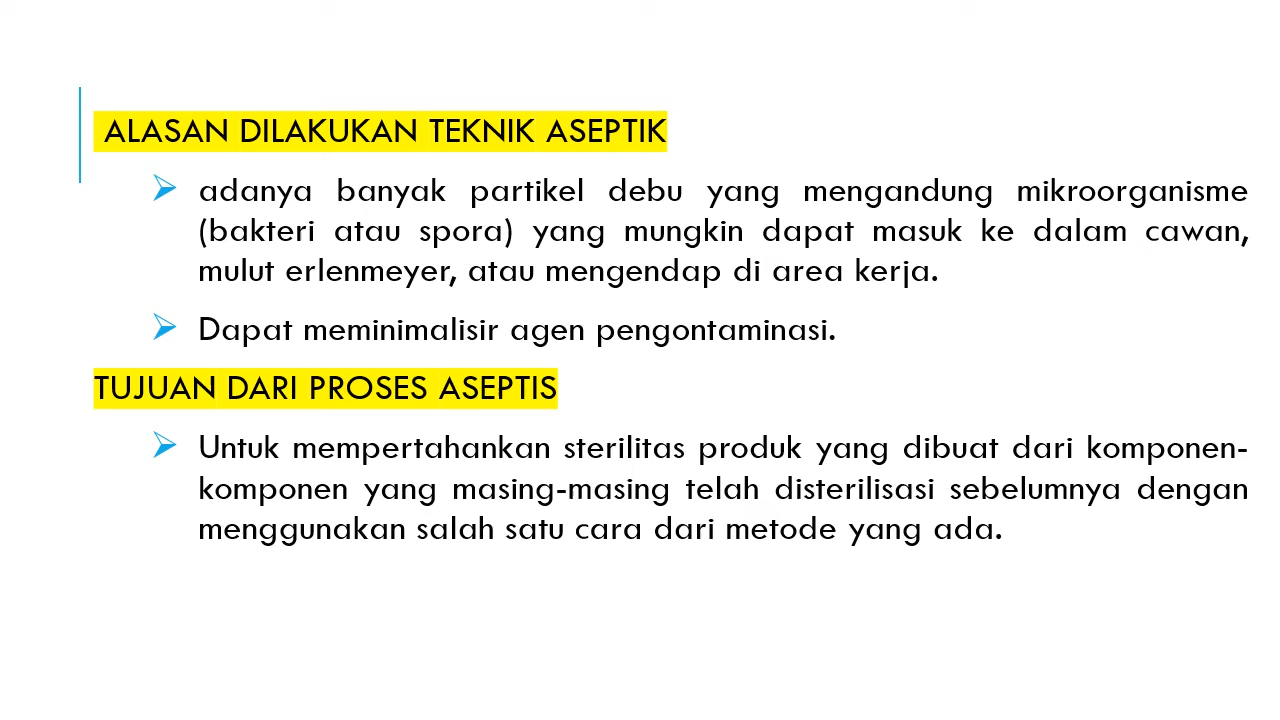 ALASAN DILAKUKAN TEKNIK ASEPTIK
adanya banyak partikel debu yang mengandung mikroorganisme
(bakteri atau spora) yang mungkin dapat masuk ke dalam cawan,
mulut erlenmeyer, atau mengendap di area kerja.
Dapat meminimalisir agen pengontaminasi.
TUJUAN DARI PROSES ASEPTIS
Untuk mempertahankan sterilitas produk yang dibuat dari komponen-
komponen yang masing-masing telah disterilisasi sebelumnya dengan
menggunakan salah satu cara dari metode yang ada.